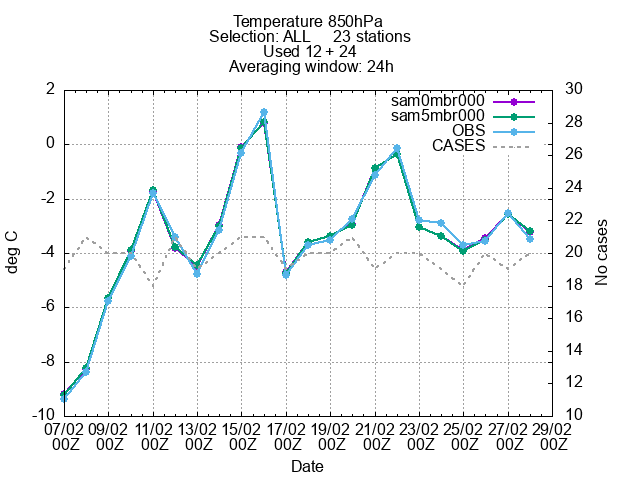 Temperature 850hPa
Selection: ALL 23 stations
Used 12 + 24
Averaging window: 24h
sam0mbr000
sam5mbr000
OBS
CASES
deg C
2
0
-2
-4
-6
-8
-10
No cases
30
28
26
24
22
20
18
16
14
12
10
07/02 09/02 11/02 13/02 15/02 17/02 19/02 21/02 23/02 25/02 27/02 29/02
00Z 00Z 00Z 00Z 00Z 00Z 00Z 00Z 00Z 00Z 00Z 00Z
Date